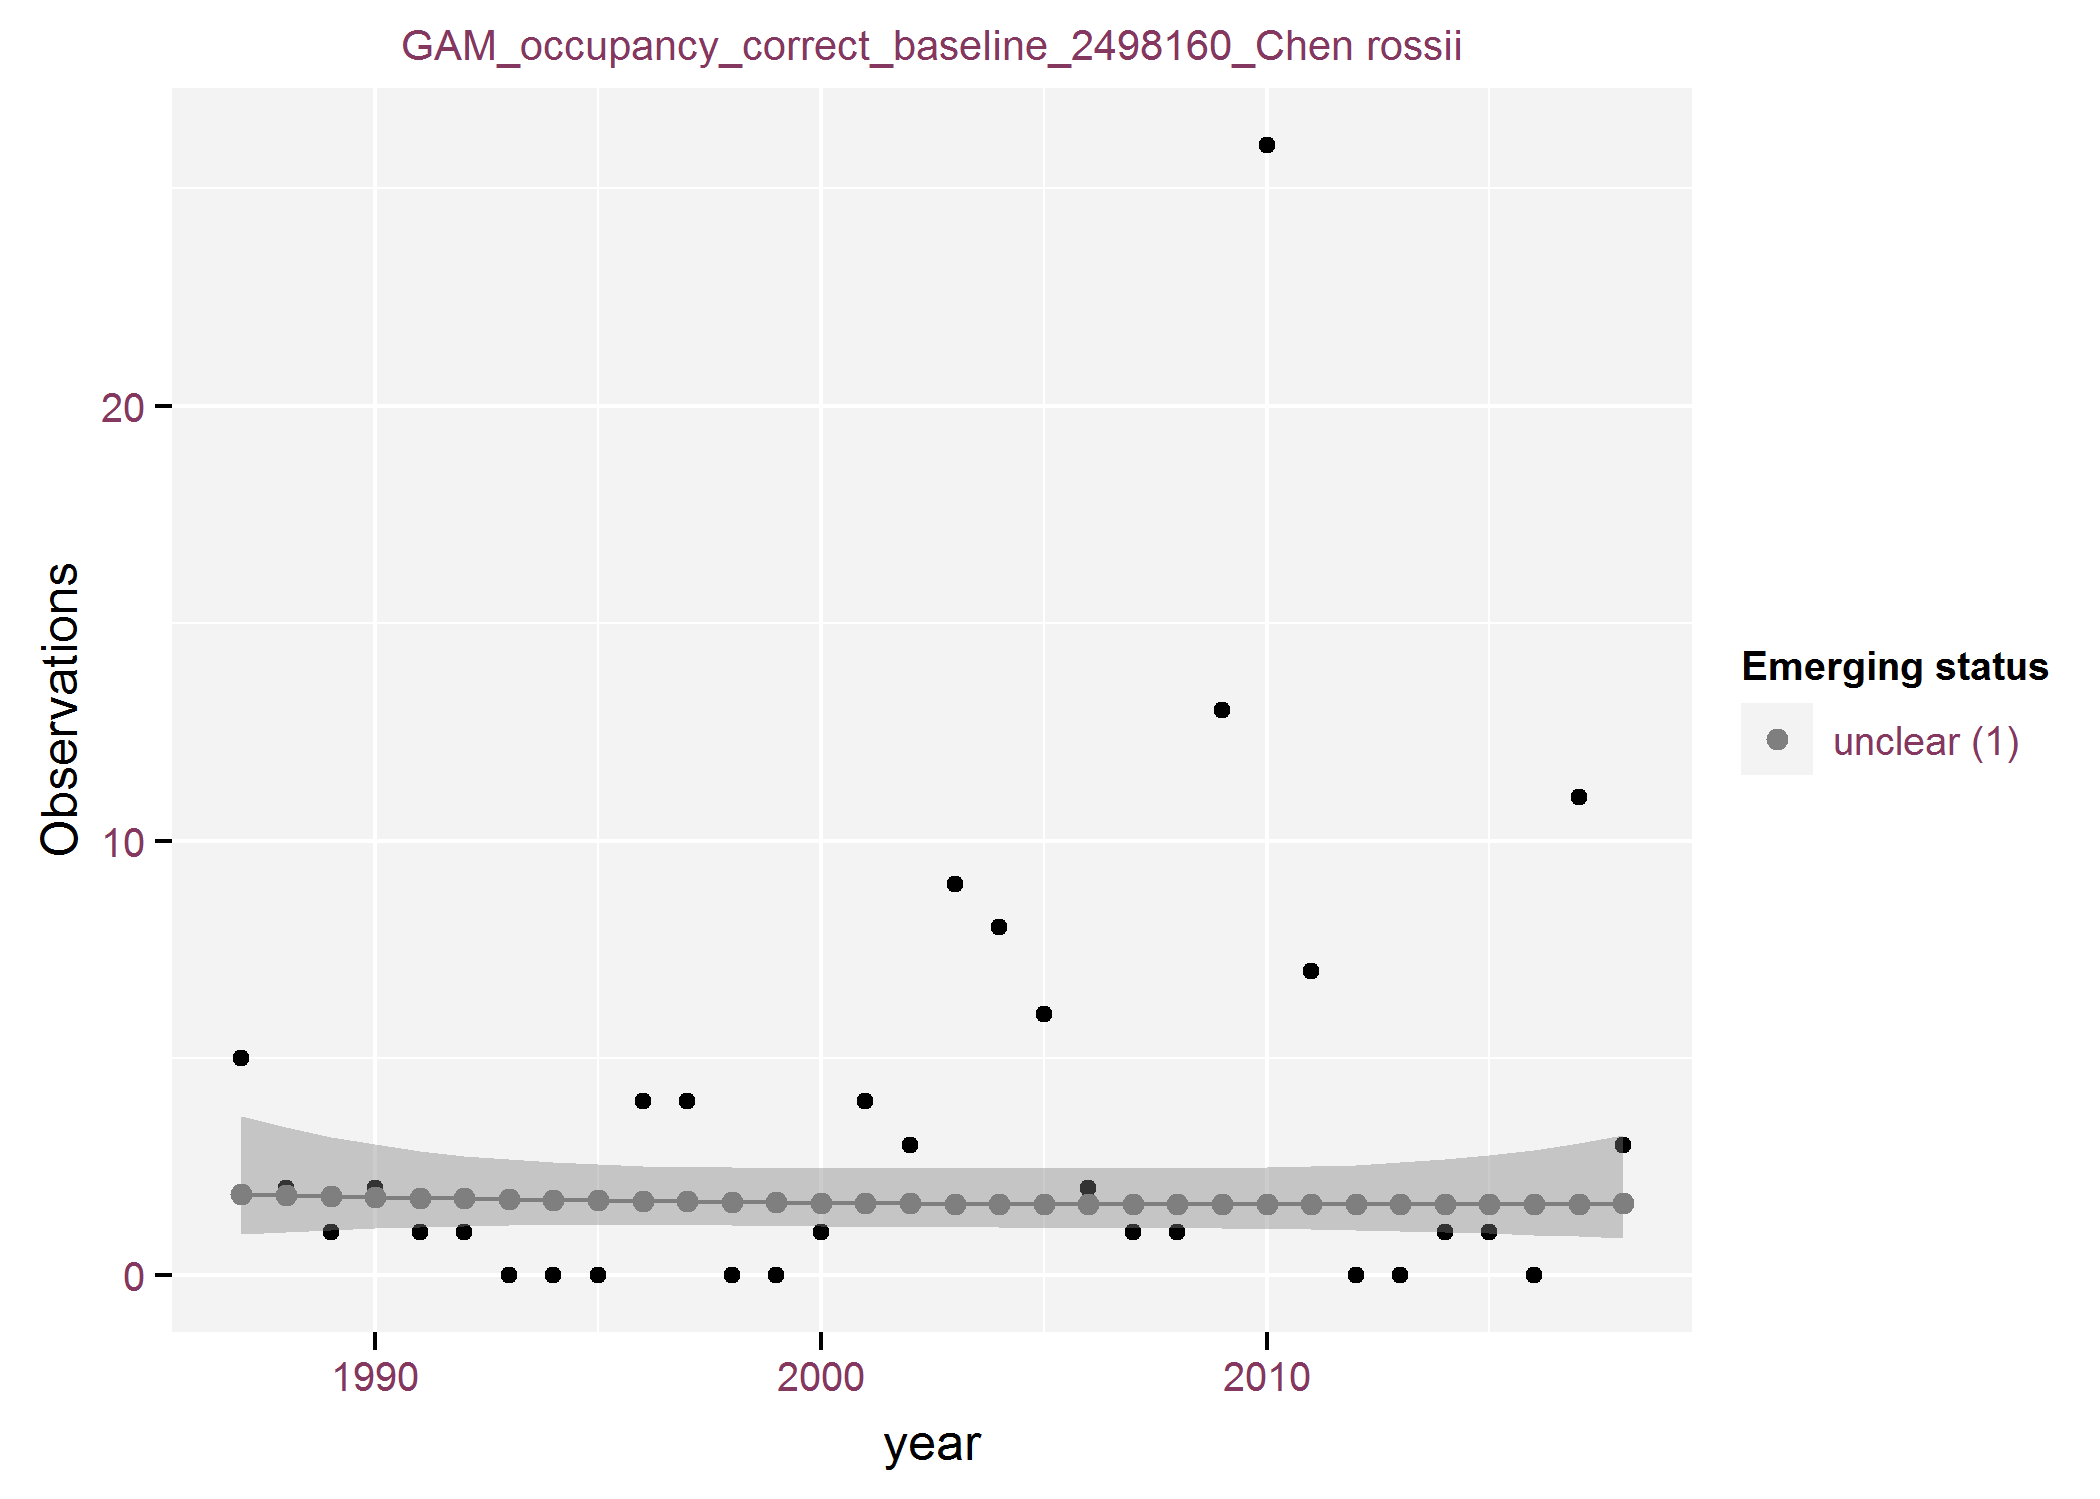 GAM_occupancy_correct_baseline_2498160_Chen rossii
Observations
20
10
0
1990
2000
2010
year
Emerging status
unclear (1)